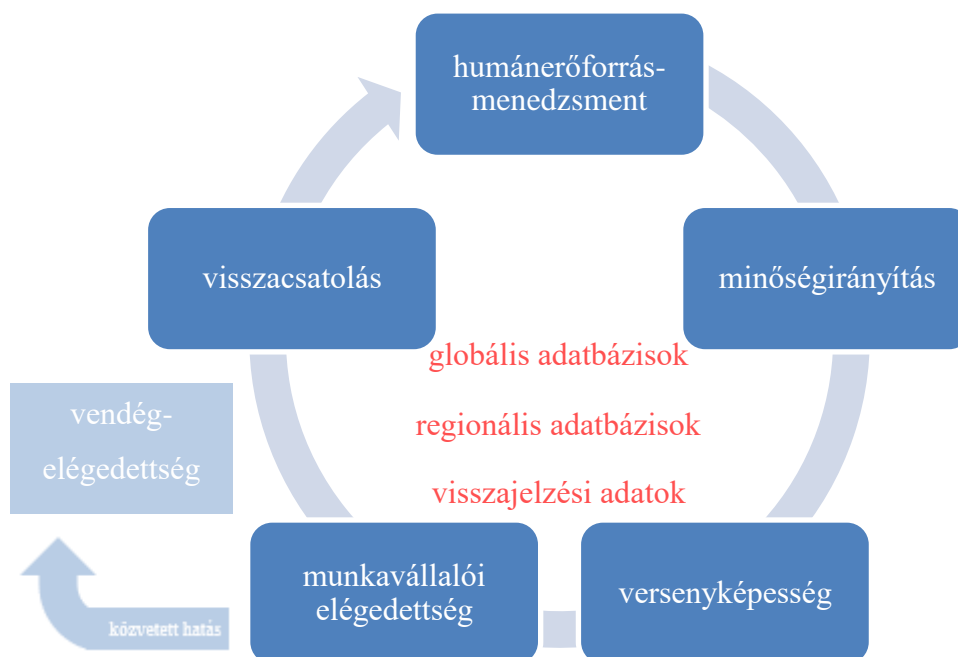 humánerőforrás-
menedzsment
visszacsatolás
minőségirányítás
globális adatbázisok
regionális adatbázisok
visszajelzési adatok
vendég-
elégedettség
munkavállalói
elégedettség
versenyképesség
közvetett hatás